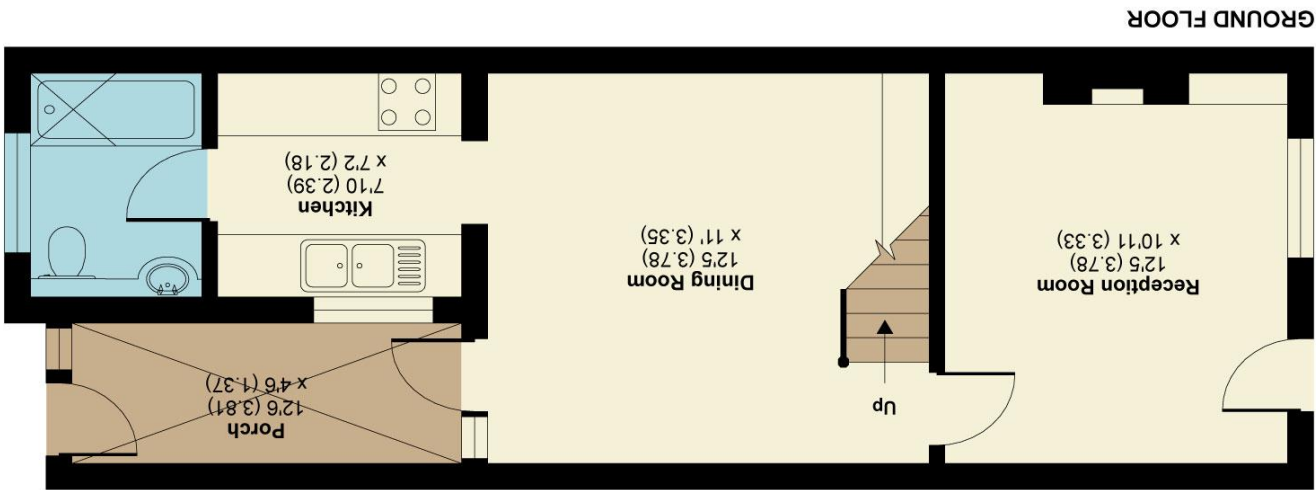 GROUND FLOOR
Reception Room
12'5 (3.78)
x 10'11 (3.33)
Dining Room
12'5 (3.78)
x 11' (3.35)
Up
Kitchen
7'10 (2.39)
x 7'2 (2.18)
Porch
12'6 (3.81)
x 4'6 (1.37)